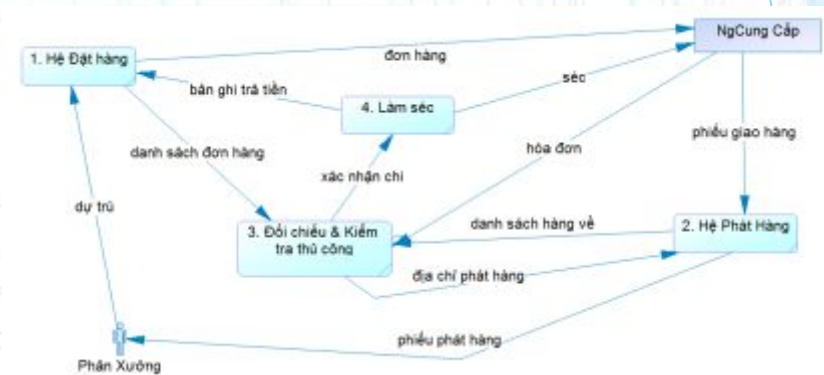 NgCung Cấp
1. Hệ Đặt hàng
đơn hàng
séc
bản ghi trả tiền
4. Làm séc
phiếu giao hàng
danh sách đơn hàng
hóa đơn
xác nhận chi
dự trù
danh sách hàng về
2. Hệ Phát Hàng
3. Đối chiếu & Kiểm
tra thủ công
địa chỉ phát hàng
phiếu phát hàng
Phân Xưởng